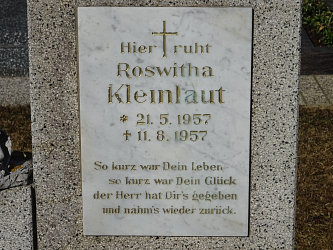 Hier ruht
Roswitha
Kleinlaut
* 21. 5. 1957
† 11. 8. 1957
So kurz war Dein Leben
so kurz war Dein Glück
der Herr hat Dir's gegeben
und nahm's wieder zurück.